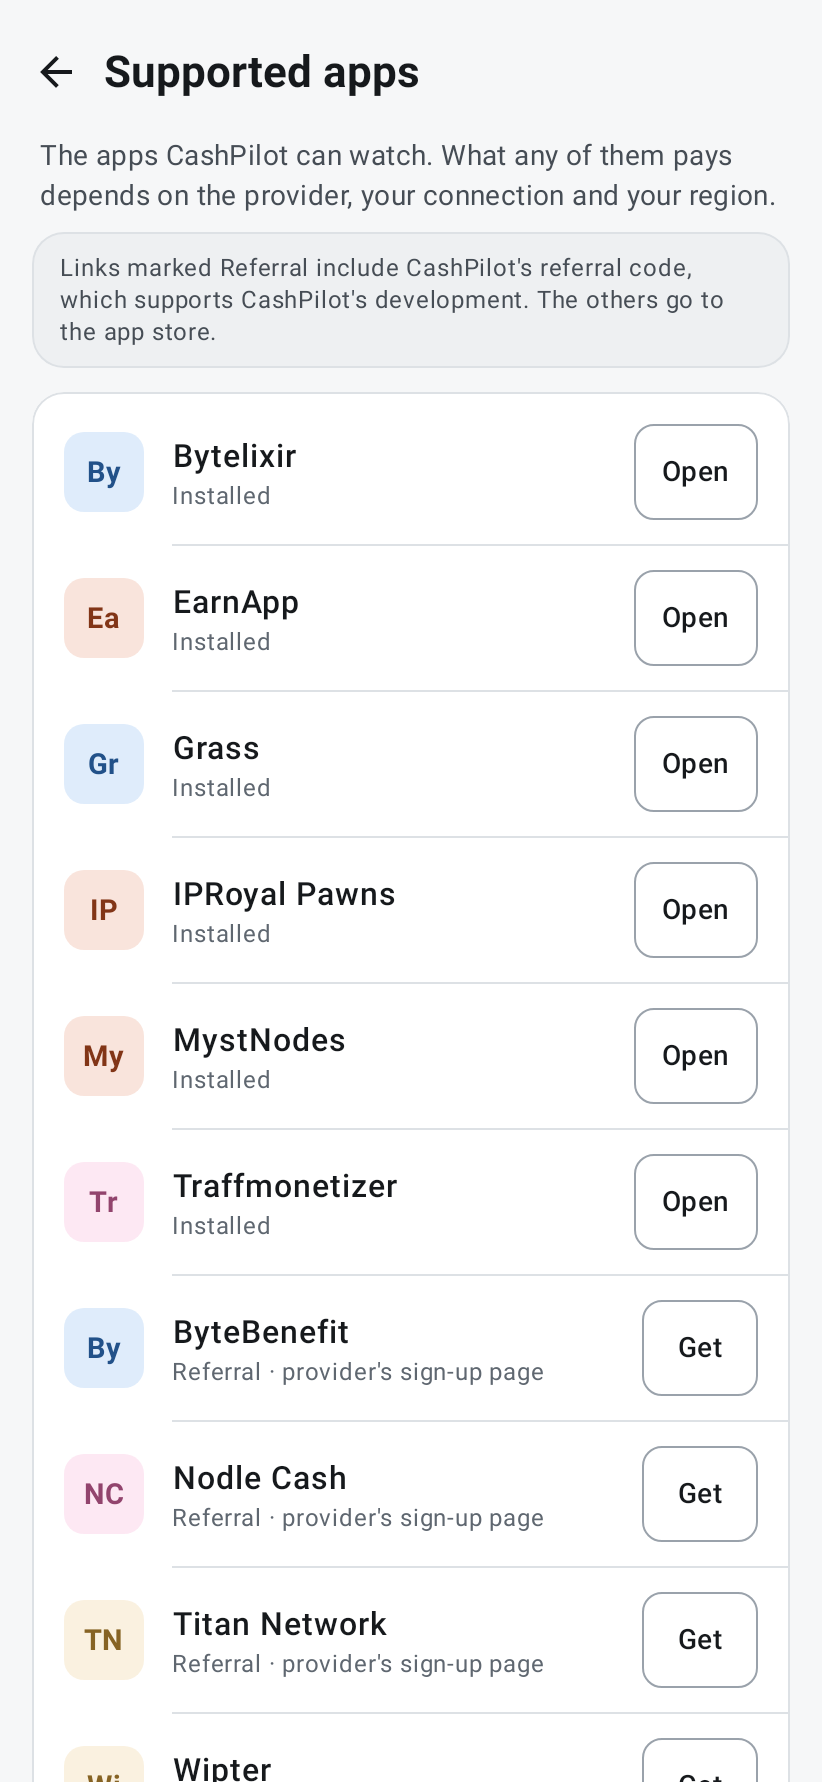 Supported apps
The apps CashPilot can watch. What any of them pays
depends on the provider, your connection and your region.
Links marked Referral include CashPilot's referral code,
which supports CashPilot's development. The others go to
the app store.
By
Bytelixir
Installed
Open
Ea
EarnApp
Installed
Open
Gr
Grass
Installed
Open
IP
IPRoyal Pawns
Installed
Open
My
MystNodes
Installed
Open
Tr
Traffmonetizer
Installed
Open
By
ByteBenefit
Referral · provider's sign-up page
Get
NC
Nodle Cash
Referral · provider's sign-up page
Get
TN
Titan Network
Referral · provider's sign-up page
Get
Wi
Wipter
Get